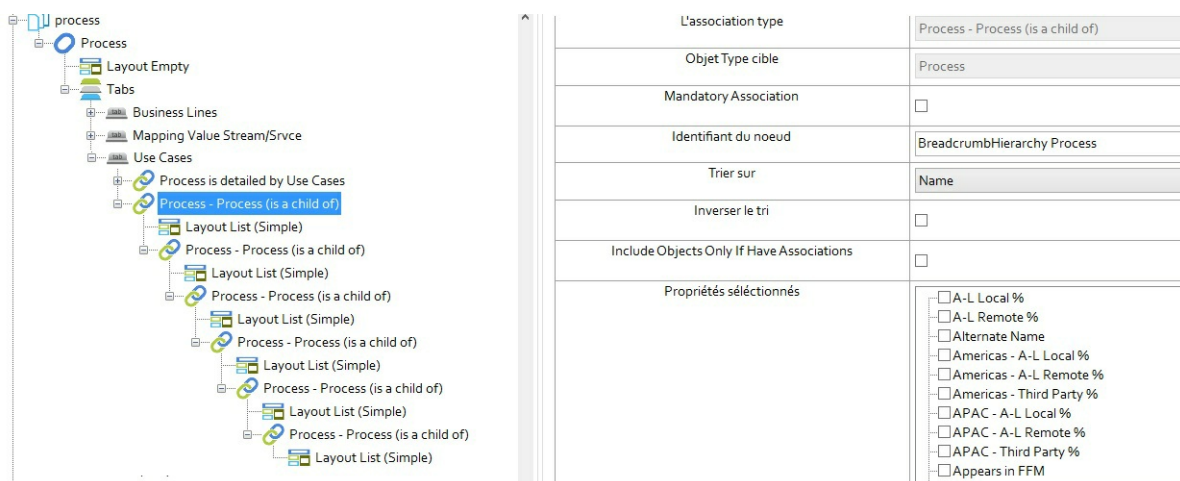 process
Process
Layout Empty
Tabs
Business Lines
Mapping Value Stream/Srvce
Use Cases
Process is detailed by Use Cases
Process - Process (is a child of)
Layout List (Simple)
Process - Process (is a child of)
Layout List (Simple)
Process - Process (is a child of)
Layout List (Simple)
Process - Process (is a child of)
Layout List (Simple)
Process - Process (is a child of)
Layout List (Simple)
Process - Process (is a child of)
Layout List (Simple)
L'association type
Process - Process (is a child of)
Objet Type cible
Process
Mandatory Association
Identifiant du noeud
BreadcrumbHierarchy Process
Trier sur
Name
Inverser le tri
Include Objects Only If Have Associations
Propriétés séléctionnés
A-L Local %
A-L Remote %
Alternate Name
Americas - A-L Local %
Americas - A-L Remote %
Americas - Third Party %
APAC - A-L Local %
APAC - A-L Remote %
APAC - Third Party %
Appears in FFM